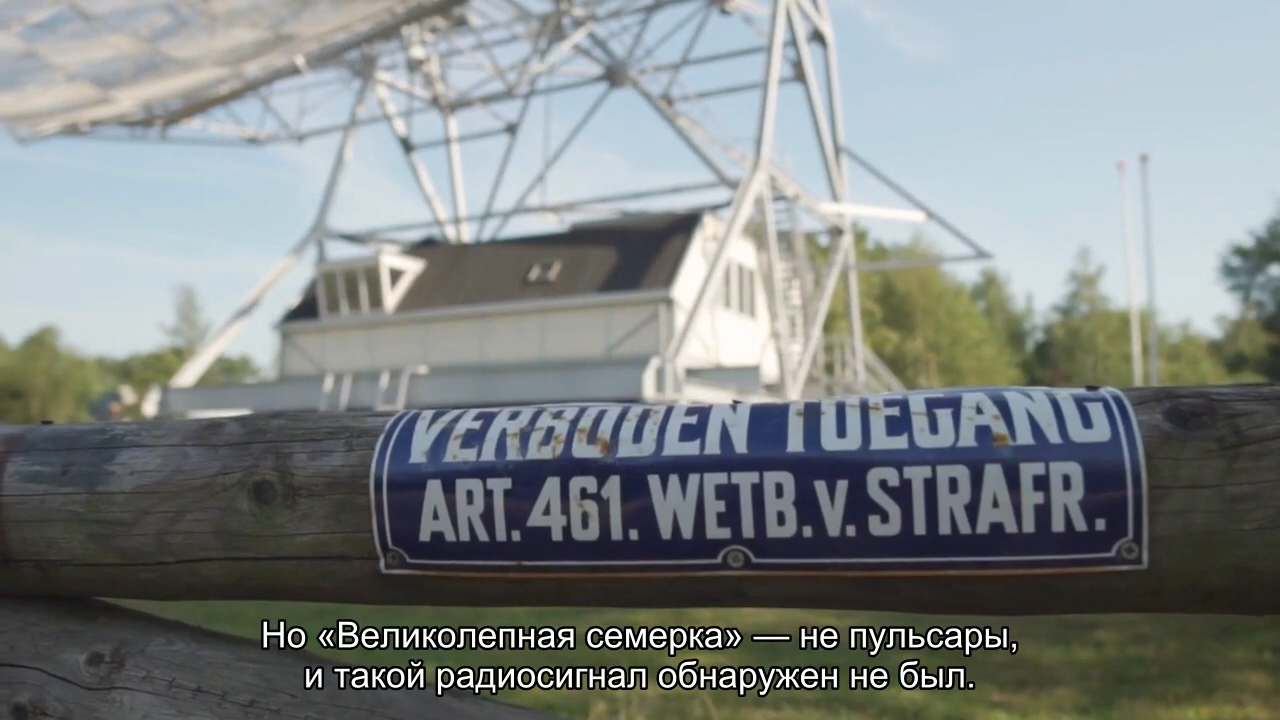 VERBODEN TOEGANG
ART. 461. WETB. v. STRAFR.
Но «Великолепная семерка» — не пульсары,
и такой радиосигнал обнаружен не был.